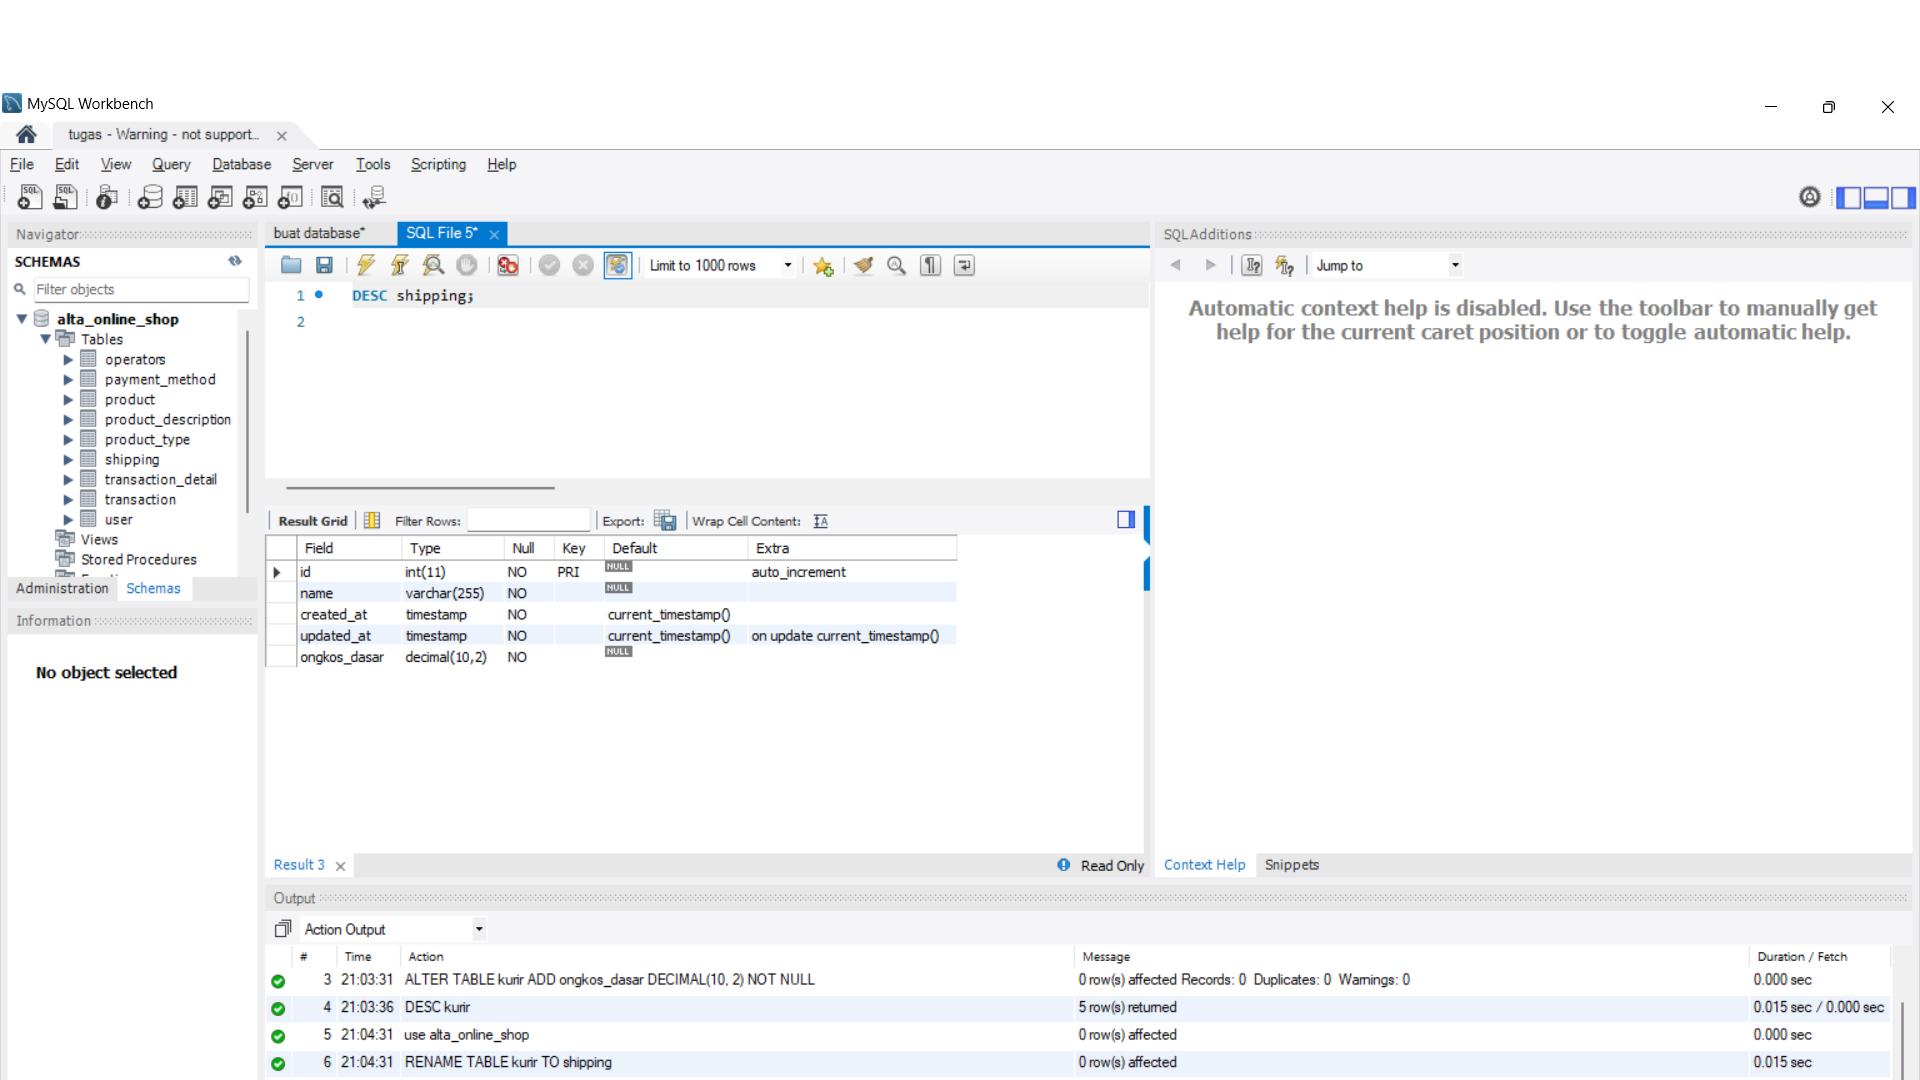 MySQL Workbench
tugas - Warning - not support...
File Edit View Query Database Server Tools Scripting Help
Navigator
SCHEMAS
Filter objects
alta_online_shop
Tables
operators
payment_method
product
product_description
product_type
shipping
transaction_detail
transaction
user
Views
Stored Procedures
Administration Schemas
Information
No object selected
buat database* SQL File 5*
Limit to 1000 rows
1 DESC shipping;
2
Result Grid Filter Rows: Export: Wrap Cell Content:
Field Type Null Key Default Extra
id int(11) NO PRI NULL auto_increment
name varchar(255) NO NULL
created_at timestamp NO current_timestamp()
updated_at timestamp NO current_timestamp() on update current_timestamp()
ongkos_dasar decimal(10,2) NO NULL
Result 3 Read Only
SQLAdditions
Jump to
Automatic context help is disabled. Use the toolbar to manually get
help for the current caret position or to toggle automatic help.
Context Help Snippets
Output
Action Output
# Time Action Message Duration / Fetch
3 21:03:31 ALTER TABLE kurir ADD ongkos_dasar DECIMAL(10, 2) NOT NULL 0 row(s) affected Records: 0 Duplicates: 0 Warnings: 0 0.000 sec
4 21:03:36 DESC kurir 5 row(s) returned 0.015 sec / 0.000 sec
5 21:04:31 use alta_online_shop 0 row(s) affected 0.000 sec
6 21:04:31 RENAME TABLE kurir TO shipping 0 row(s) affected 0.015 sec